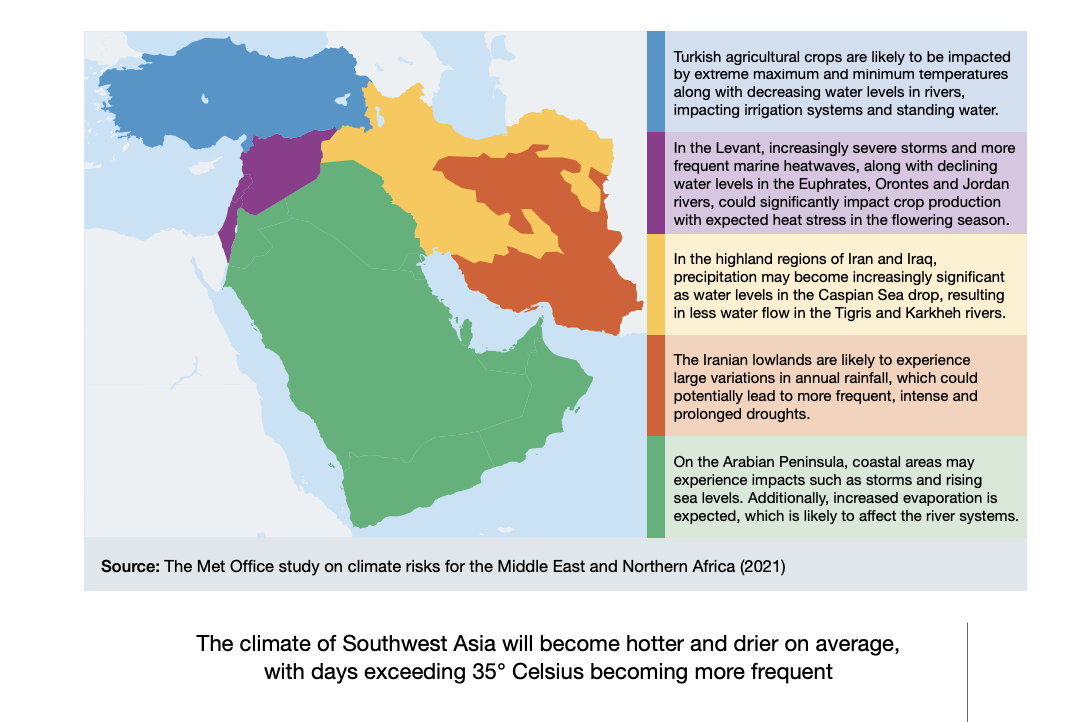 Turkish agricultural crops are likely to be impacted
by extreme maximum and minimum temperatures
along with decreasing water levels in rivers,
impacting irrigation systems and standing water.
In the Levant, increasingly severe storms and more
frequent marine heatwaves, along with declining
water levels in the Euphrates, Orontes and Jordan
rivers, could significantly impact crop production
with expected heat stress in the flowering season.
In the highland regions of Iran and Iraq,
precipitation may become increasingly significant
as water levels in the Caspian Sea drop, resulting
in less water flow in the Tigris and Karkheh rivers.
The Iranian lowlands are likely to experience
large variations in annual rainfall, which could
potentially lead to more frequent, intense and
prolonged droughts.
On the Arabian Peninsula, coastal areas may
experience impacts such as storms and rising
sea levels. Additionally, increased evaporation is
expected, which is likely to affect the river systems.
Source: The Met Office study on climate risks for the Middle East and Northern Africa (2021)
The climate of Southwest Asia will become hotter and drier on average,
with days exceeding 35° Celsius becoming more frequent